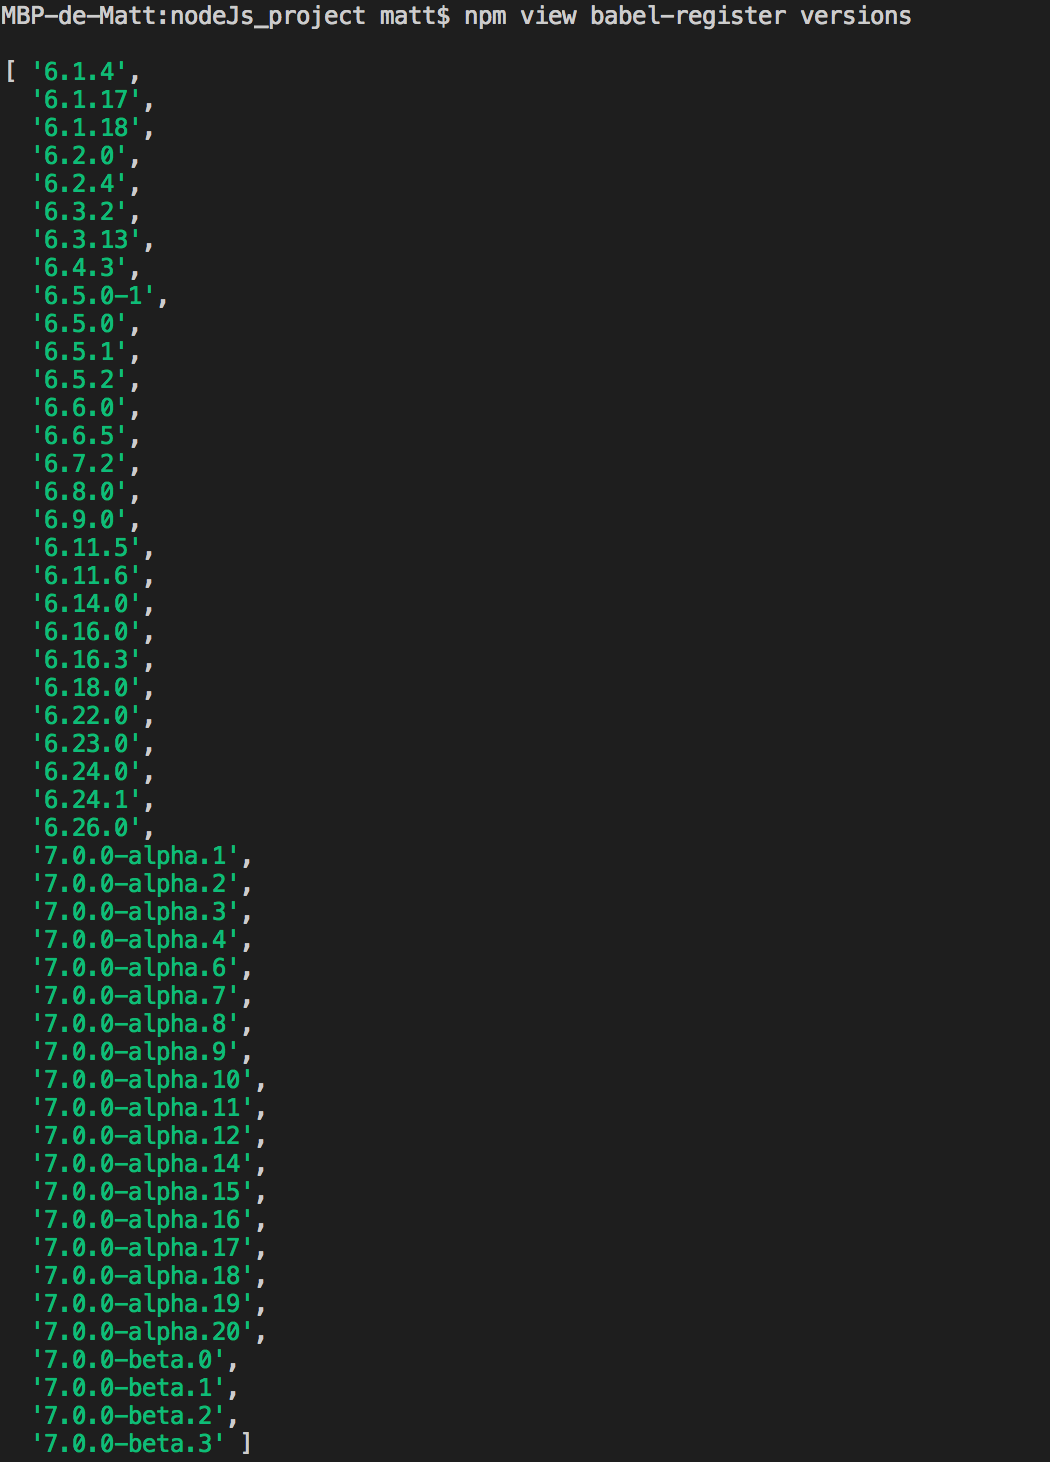 MBP-de-Matt:nodeJs_project matt$ npm view babel-register versions
[ '6.1.4',
'6.1.17',
'6.1.18',
'6.2.0',
'6.2.4',
'6.3.2',
'6.3.13',
'6.4.3',
'6.5.0-1',
'6.5.0',
'6.5.1',
'6.5.2',
'6.6.0',
'6.6.5',
'6.7.2',
'6.8.0',
'6.9.0',
'6.11.5',
'6.11.6',
'6.14.0',
'6.16.0',
'6.16.3',
'6.18.0',
'6.22.0',
'6.23.0',
'6.24.0',
'6.24.1',
'6.26.0',
'7.0.0-alpha.1',
'7.0.0-alpha.2',
'7.0.0-alpha.3',
'7.0.0-alpha.4',
'7.0.0-alpha.6',
'7.0.0-alpha.7',
'7.0.0-alpha.8',
'7.0.0-alpha.9',
'7.0.0-alpha.10',
'7.0.0-alpha.11',
'7.0.0-alpha.12',
'7.0.0-alpha.14',
'7.0.0-alpha.15',
'7.0.0-alpha.16',
'7.0.0-alpha.17',
'7.0.0-alpha.18',
'7.0.0-alpha.19',
'7.0.0-alpha.20',
'7.0.0-beta.0',
'7.0.0-beta.1',
'7.0.0-beta.2',
'7.0.0-beta.3' ]